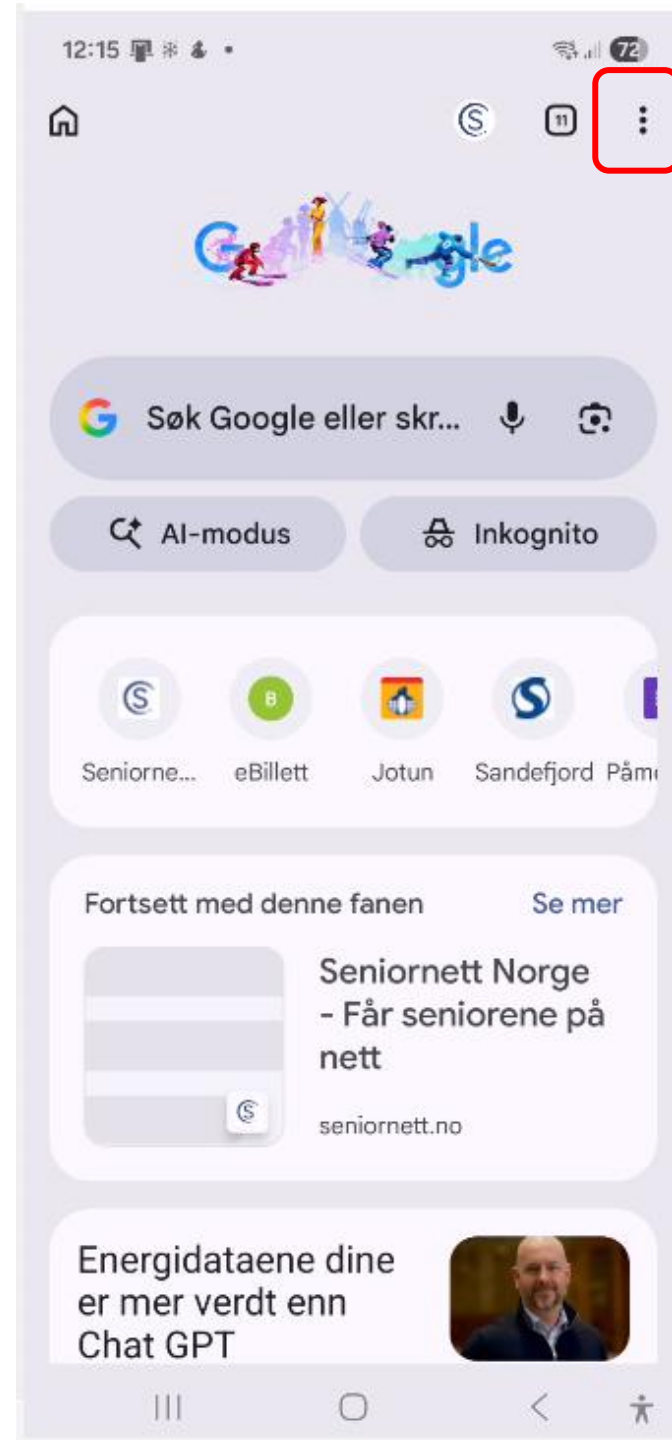 12:15
72
11
Google
Søk Google eller skr...
AI-modus
Inkognito
Seniorne... eBillett Jotun Sandefjord Påm
Fortsett med denne fanen Se mer
Seniornett Norge
- Får seniorene på
nett
seniornett.no
Energidataene dine
er mer verdt enn
Chat GPT